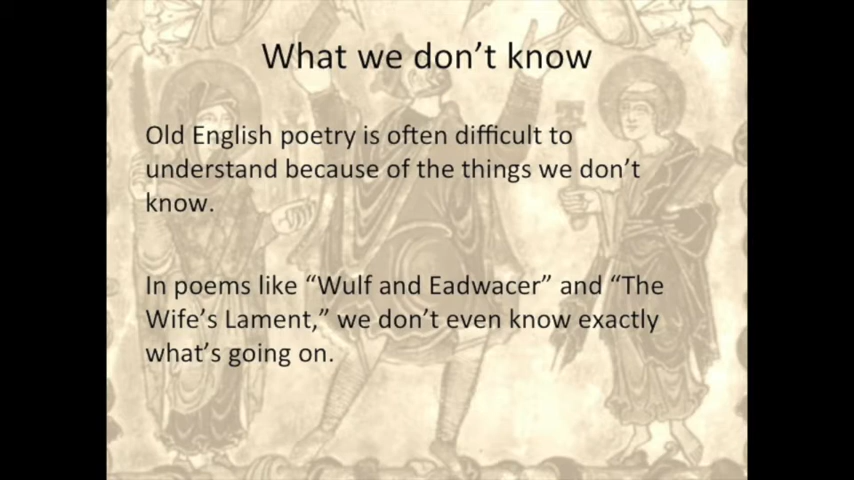 What we don't know
Old English poetry is often difficult to
understand because of the things we don't
know.
In poems like “Wulf and Eadwacer” and “The
Wife's Lament,” we don't even know exactly
what's going on.